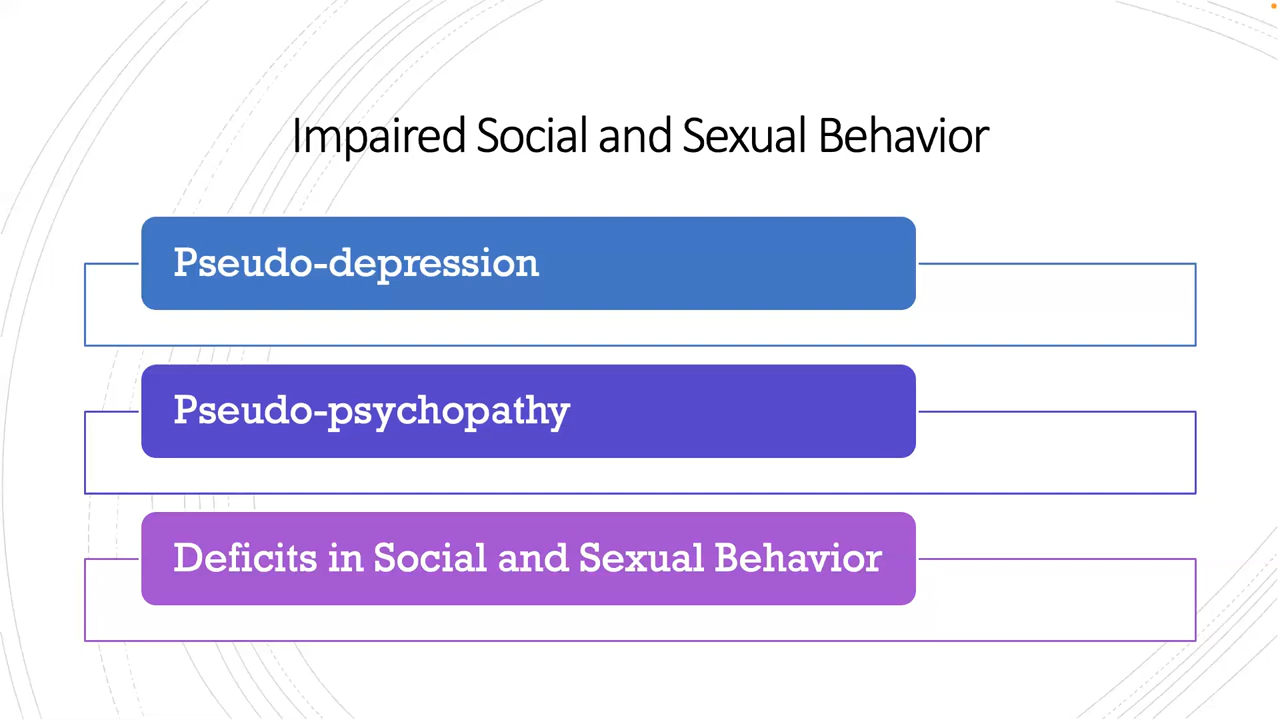 Impaired Social and Sexual Behavior
Pseudo-depression
Pseudo-psychopathy
Deficits in Social and Sexual Behavior